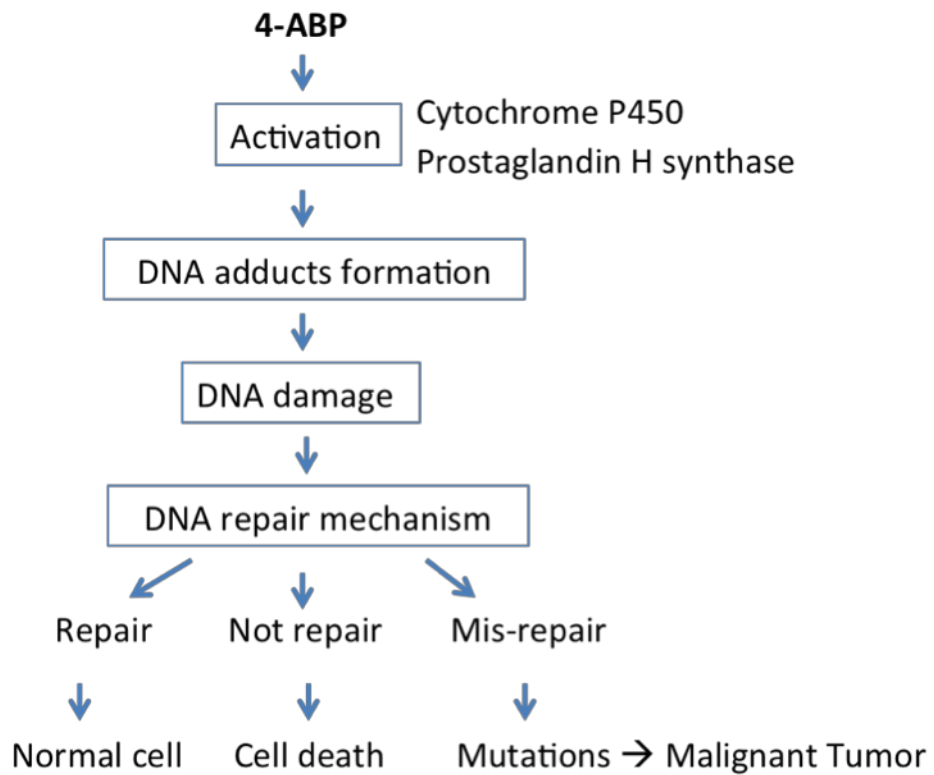 4-ABP
Activation
Cytochrome P450
Prostaglandin H synthase
DNA adducts formation
DNA damage
DNA repair mechanism
Repair
Not repair
Mis-repair
Normal cell
Cell death
Mutations → Malignant Tumor